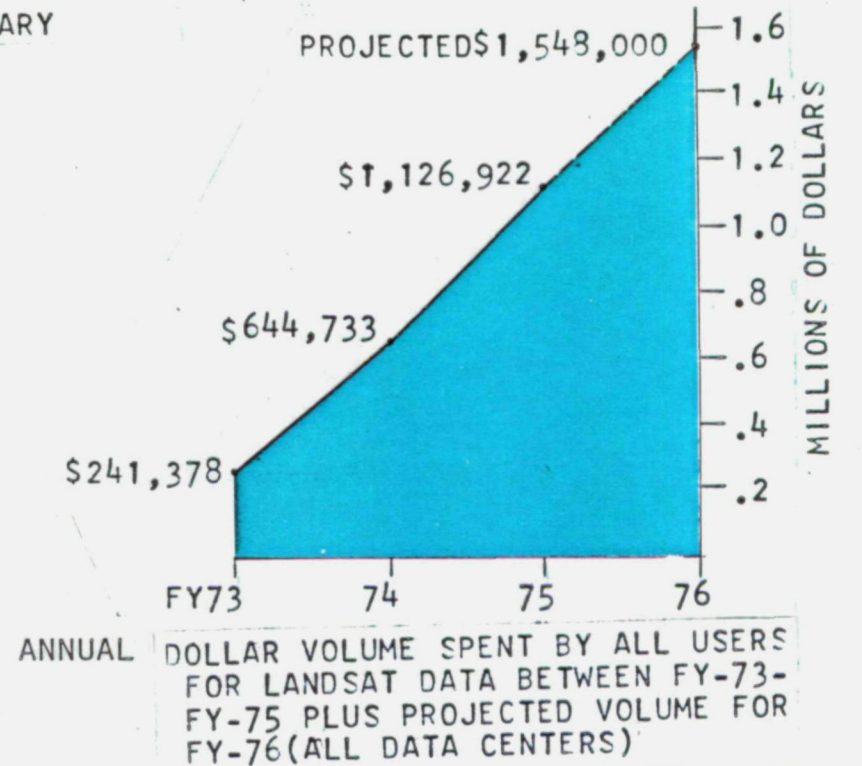 ARY
PROJECTED$1,548,000
$1,126,922
$644,733
$241,378
1.6
1.4
1.2
1.0
.8
.6
.4
.2
MILLIONS OF DOLLARS
FY73 74 75 76
ANNUAL DOLLAR VOLUME SPENT BY ALL USERS
FOR LANDSAT DATA BETWEEN FY-73-
FY-75 PLUS PROJECTED VOLUME FOR
FY-76(ALL DATA CENTERS)